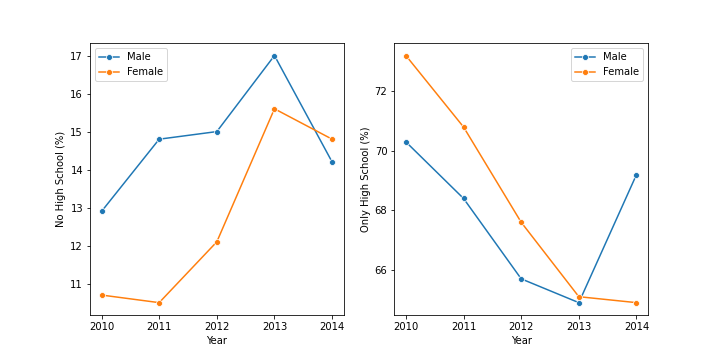 Male
Female
17
16
15
14
13
12
11
No High School (%)
2010 2011 2012 2013 2014
Year
Male
Female
72
70
68
66
Only High School (%)
2010 2011 2012 2013 2014
Year